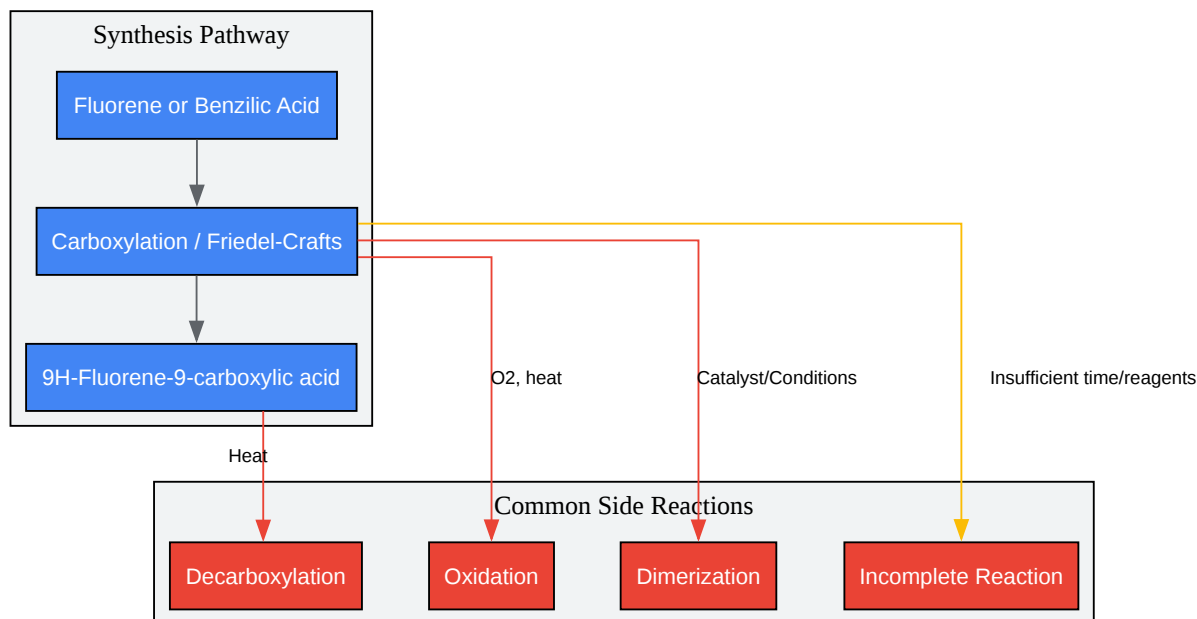 Synthesis Pathway
Fluorene or Benzilic Acid
Carboxylation / Friedel-Crafts
9H-Fluorene-9-carboxylic acid
O2, heat
Catalyst/Conditions
Insufficient time/reagents
Heat
Common Side Reactions
Decarboxylation
Oxidation
Dimerization
Incomplete Reaction